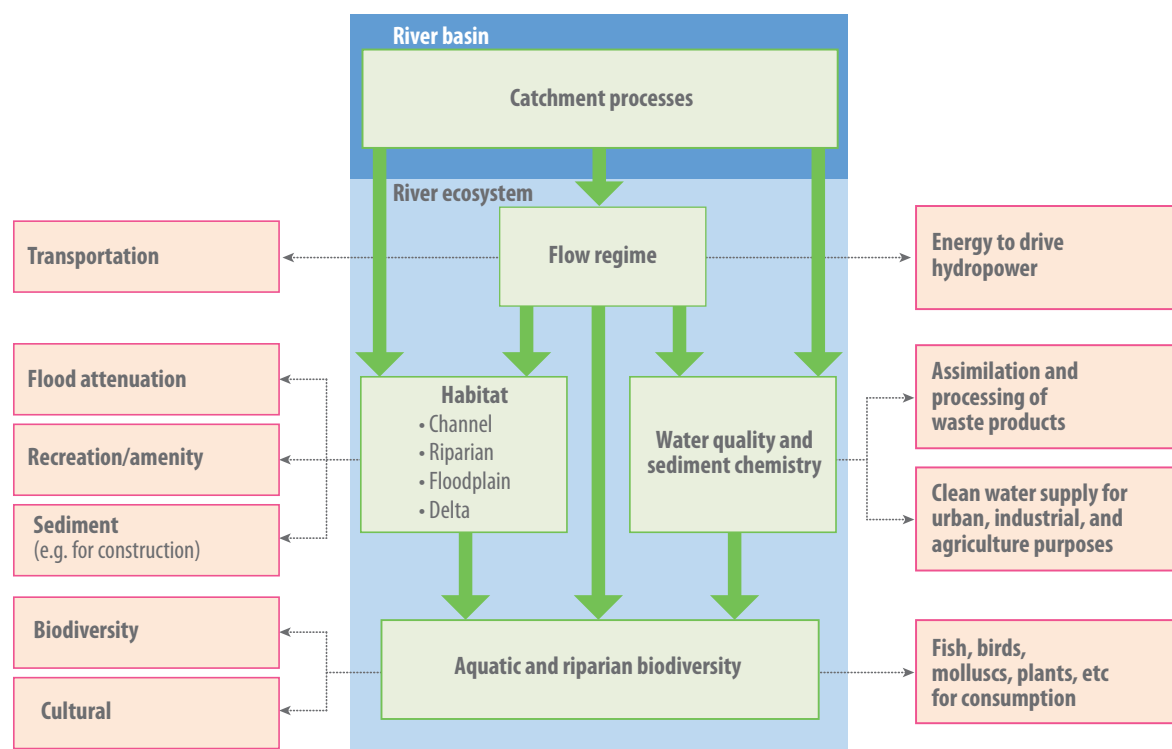 River basin
Catchment processes
River ecosystem
Flow regime
Transportation
Energy to drive
hydropower
Flood attenuation
Recreation/amenity
Sediment
(e.g. for construction)
Habitat
• Channel
• Riparian
• Floodplain
• Delta
Water quality and
sediment chemistry
Assimilation and
processing of
waste products
Clean water supply for
urban, industrial, and
agriculture purposes
Biodiversity
Cultural
Aquatic and riparian biodiversity
Fish, birds,
molluscs, plants, etc
for consumption